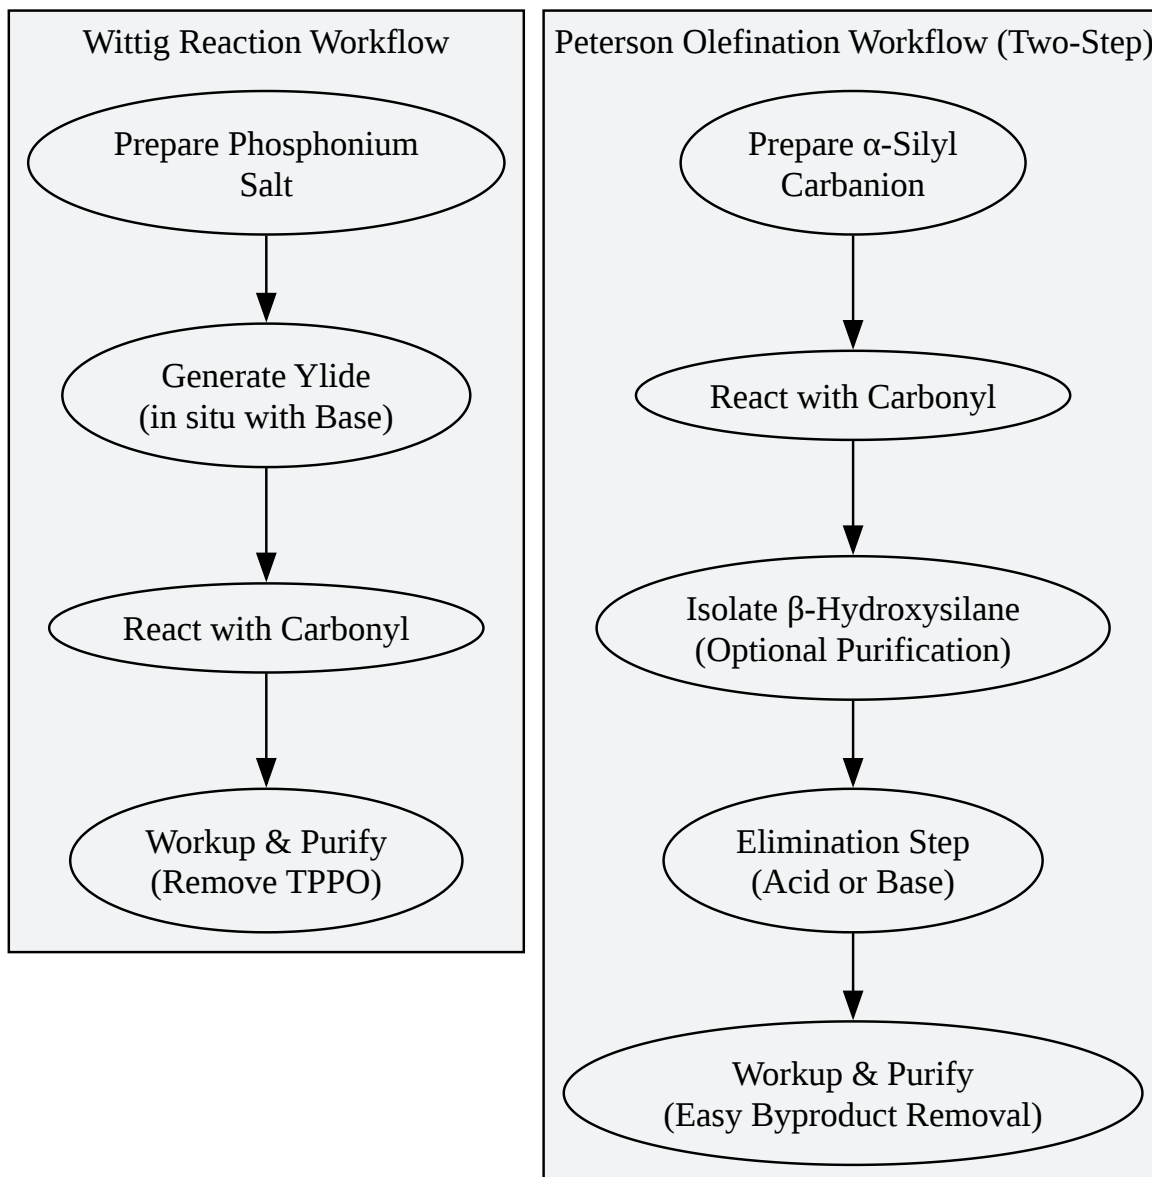 Wittig Reaction Workflow
Prepare Phosphonium
Salt
Generate Ylide
(in situ with Base)
React with Carbonyl
Workup & Purify
(Remove TPPO)
Peterson Olefination Workflow (Two-Step)
Prepare α-Silyl
Carbanion
React with Carbonyl
Isolate β-Hydroxysilane
(Optional Purification)
Elimination Step
(Acid or Base)
Workup & Purify
(Easy Byproduct Removal)